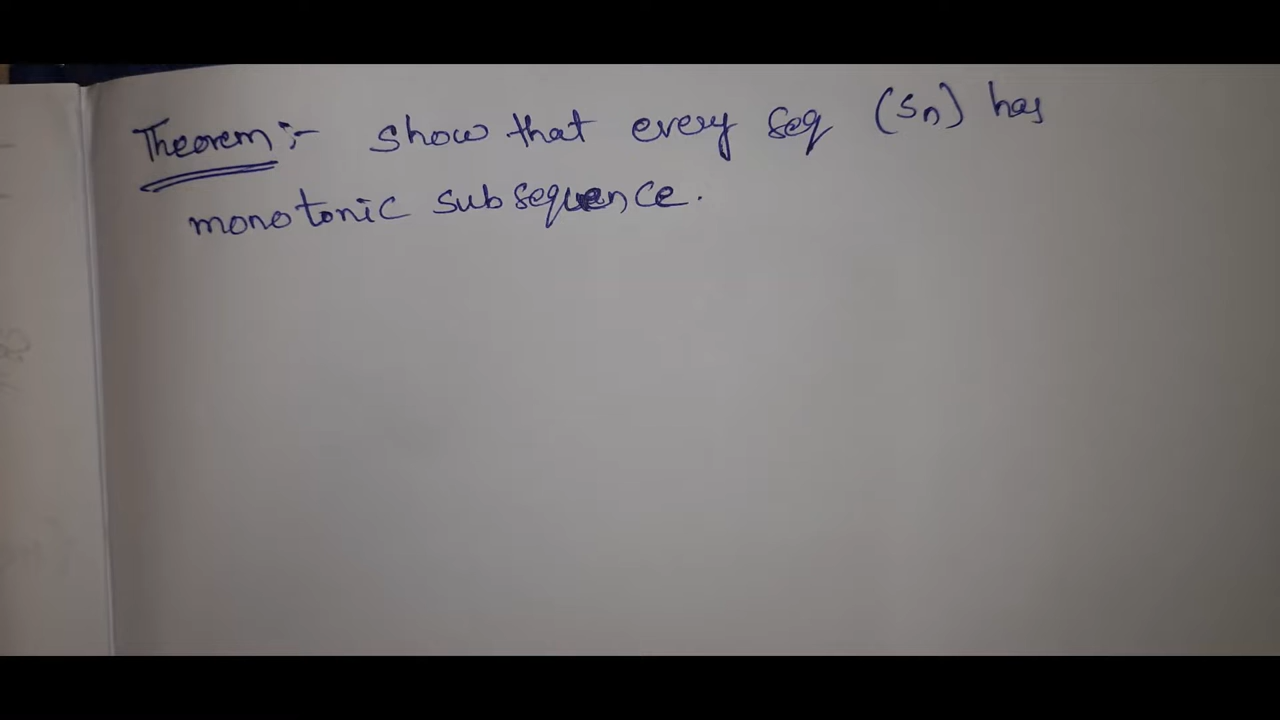 Theorem :- show that every seq (Sn) has
monotonic subsequence.